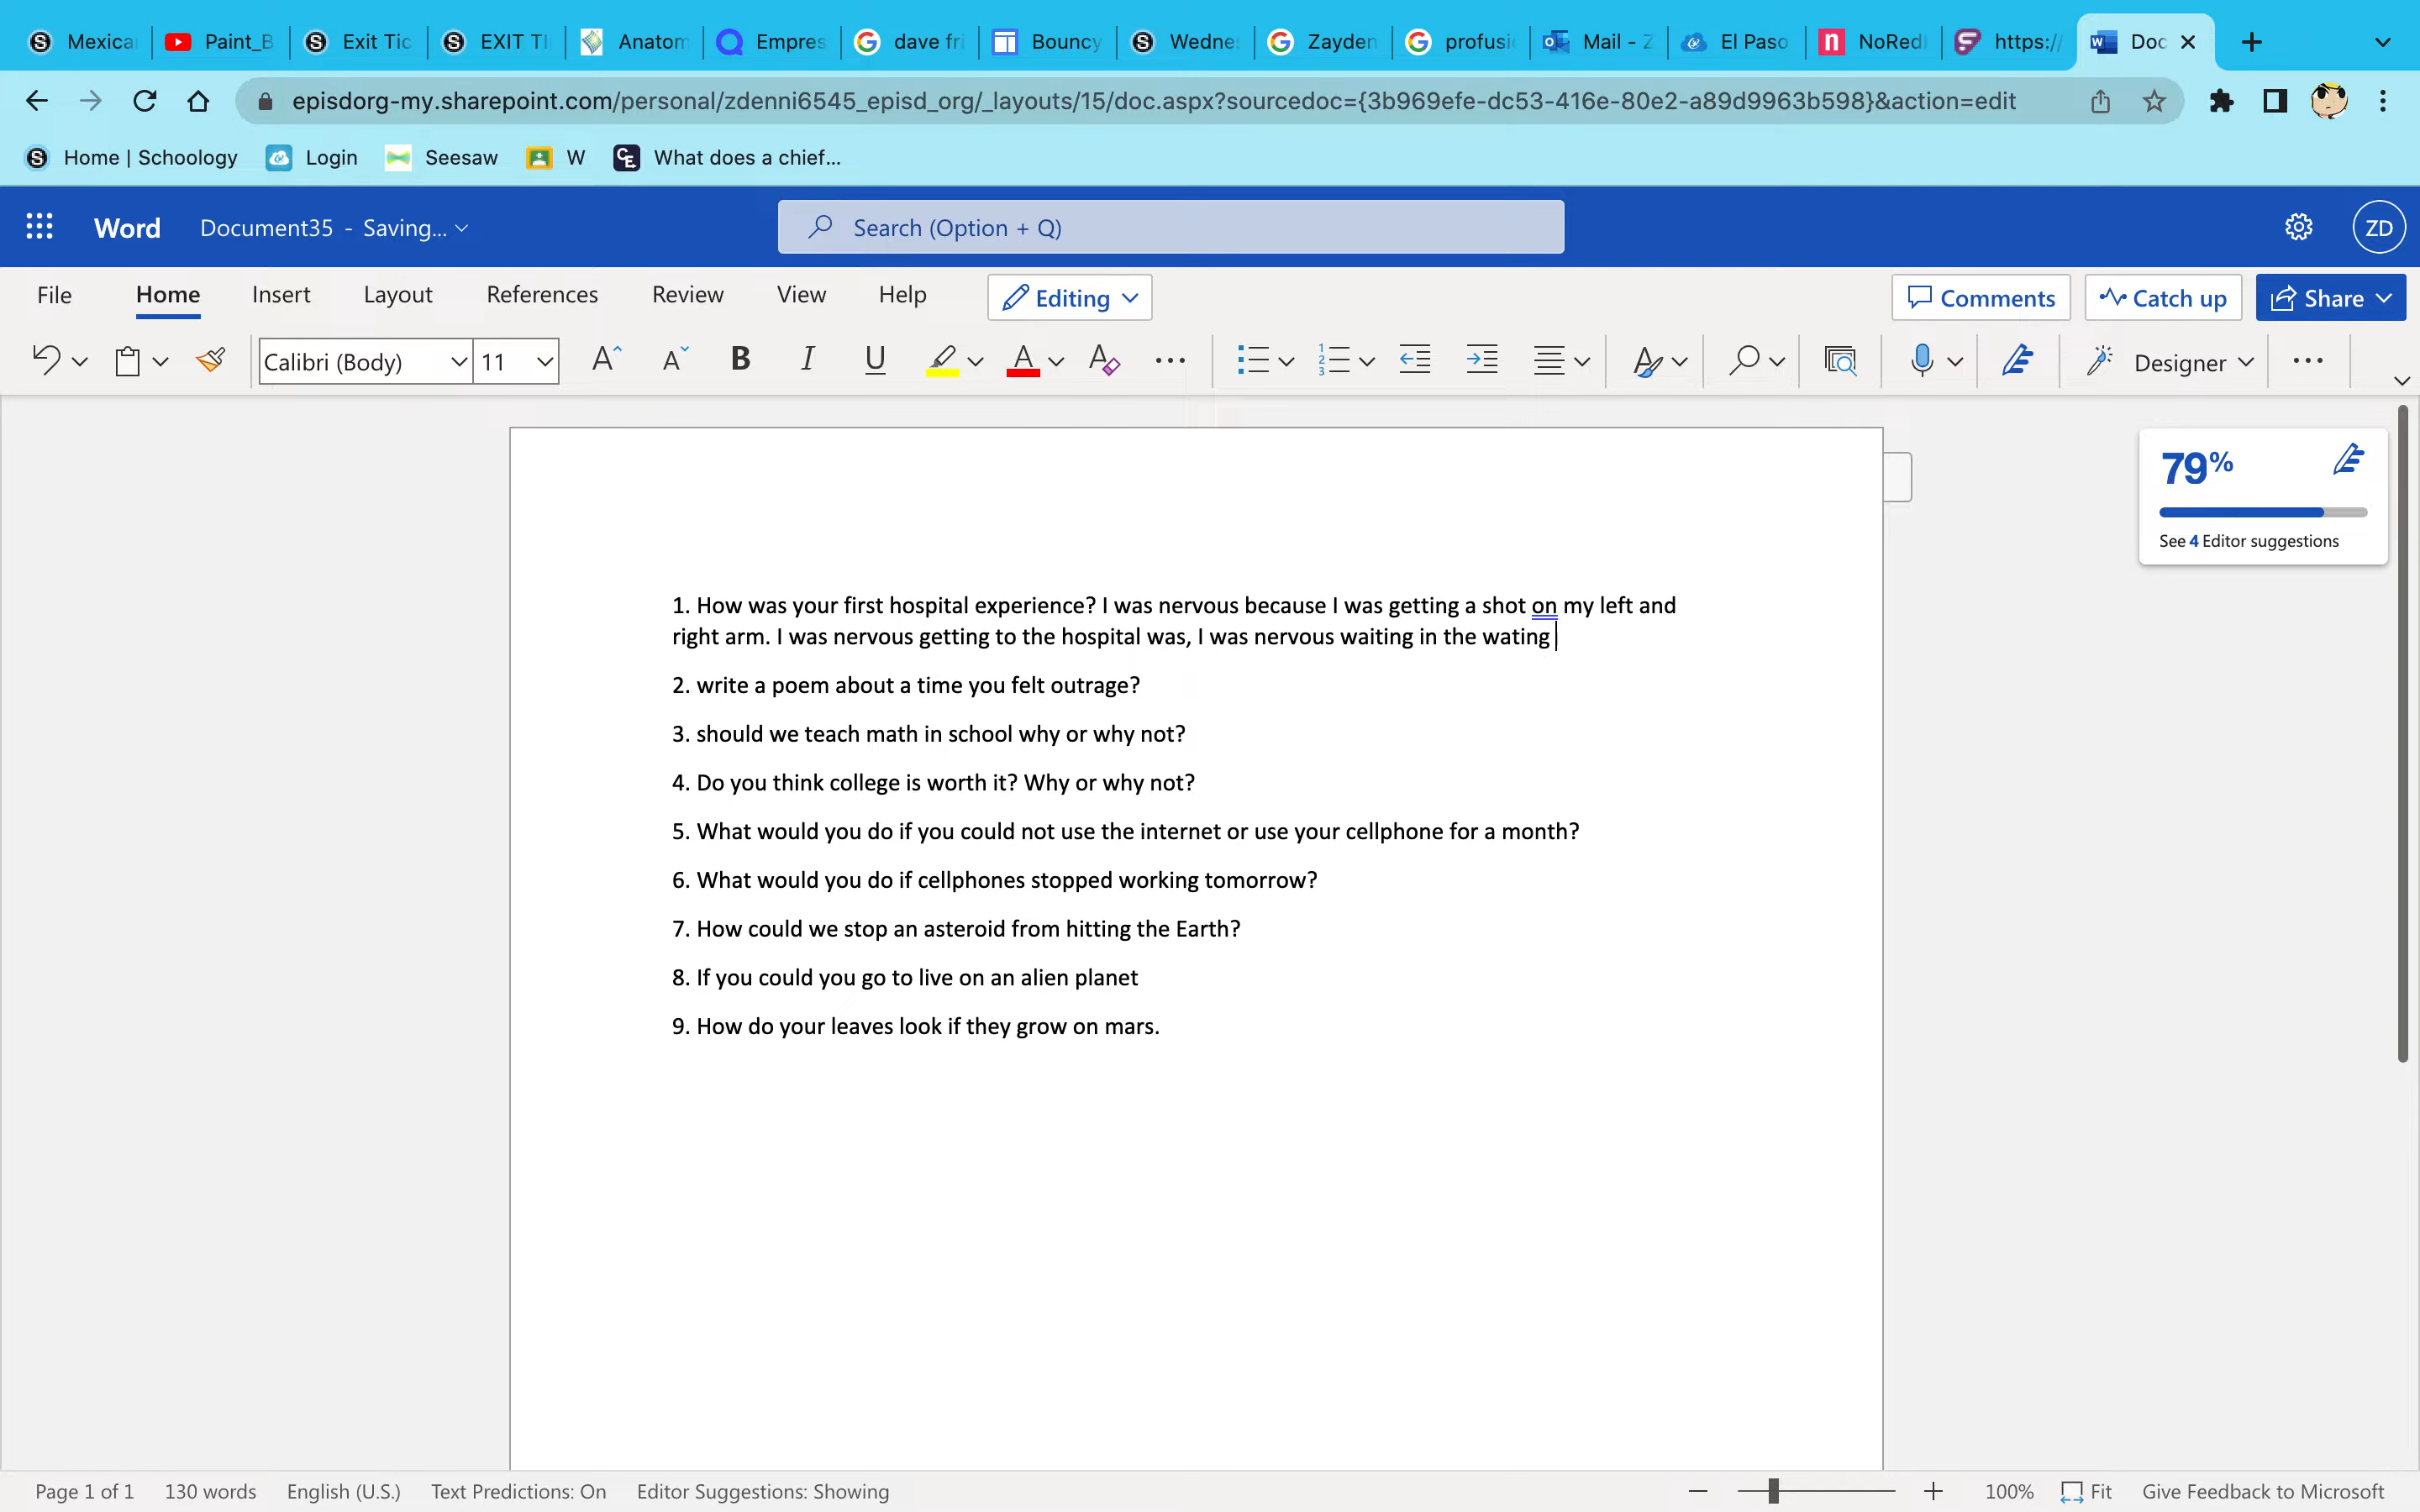 Mexica Paint_B Exit Tic EXIT TI Anatom Empres dave fri Bouncy Wednes Zayden profusi Mail - Z El Paso NoRedI https:// Doc
episdorg-my.sharepoint.com/personal/zdenni6545_episd_org/_layouts/15/doc.aspx?sourcedoc={3b969efe-dc53-416e-80e2-a89d9963b598}&action=edit
Home | Schoology Login Seesaw W What does a chief...
Word Document35 - Saving... Search (Option + Q) ZD
File Home Insert Layout References Review View Help Editing Comments Catch up Share
Calibri (Body) 11 Designer
79%
See 4 Editor suggestions
1. How was your first hospital experience? I was nervous because I was getting a shot on my left and
right arm. I was nervous getting to the hospital was, I was nervous waiting in the wating
2. write a poem about a time you felt outrage?
3. should we teach math in school why or why not?
4. Do you think college is worth it? Why or why not?
5. What would you do if you could not use the internet or use your cellphone for a month?
6. What would you do if cellphones stopped working tomorrow?
7. How could we stop an asteroid from hitting the Earth?
8. If you could you go to live on an alien planet
9. How do your leaves look if they grow on mars.
Page 1 of 1 130 words English (U.S.) Text Predictions: On Editor Suggestions: Showing 100% Fit Give Feedback to Microsoft